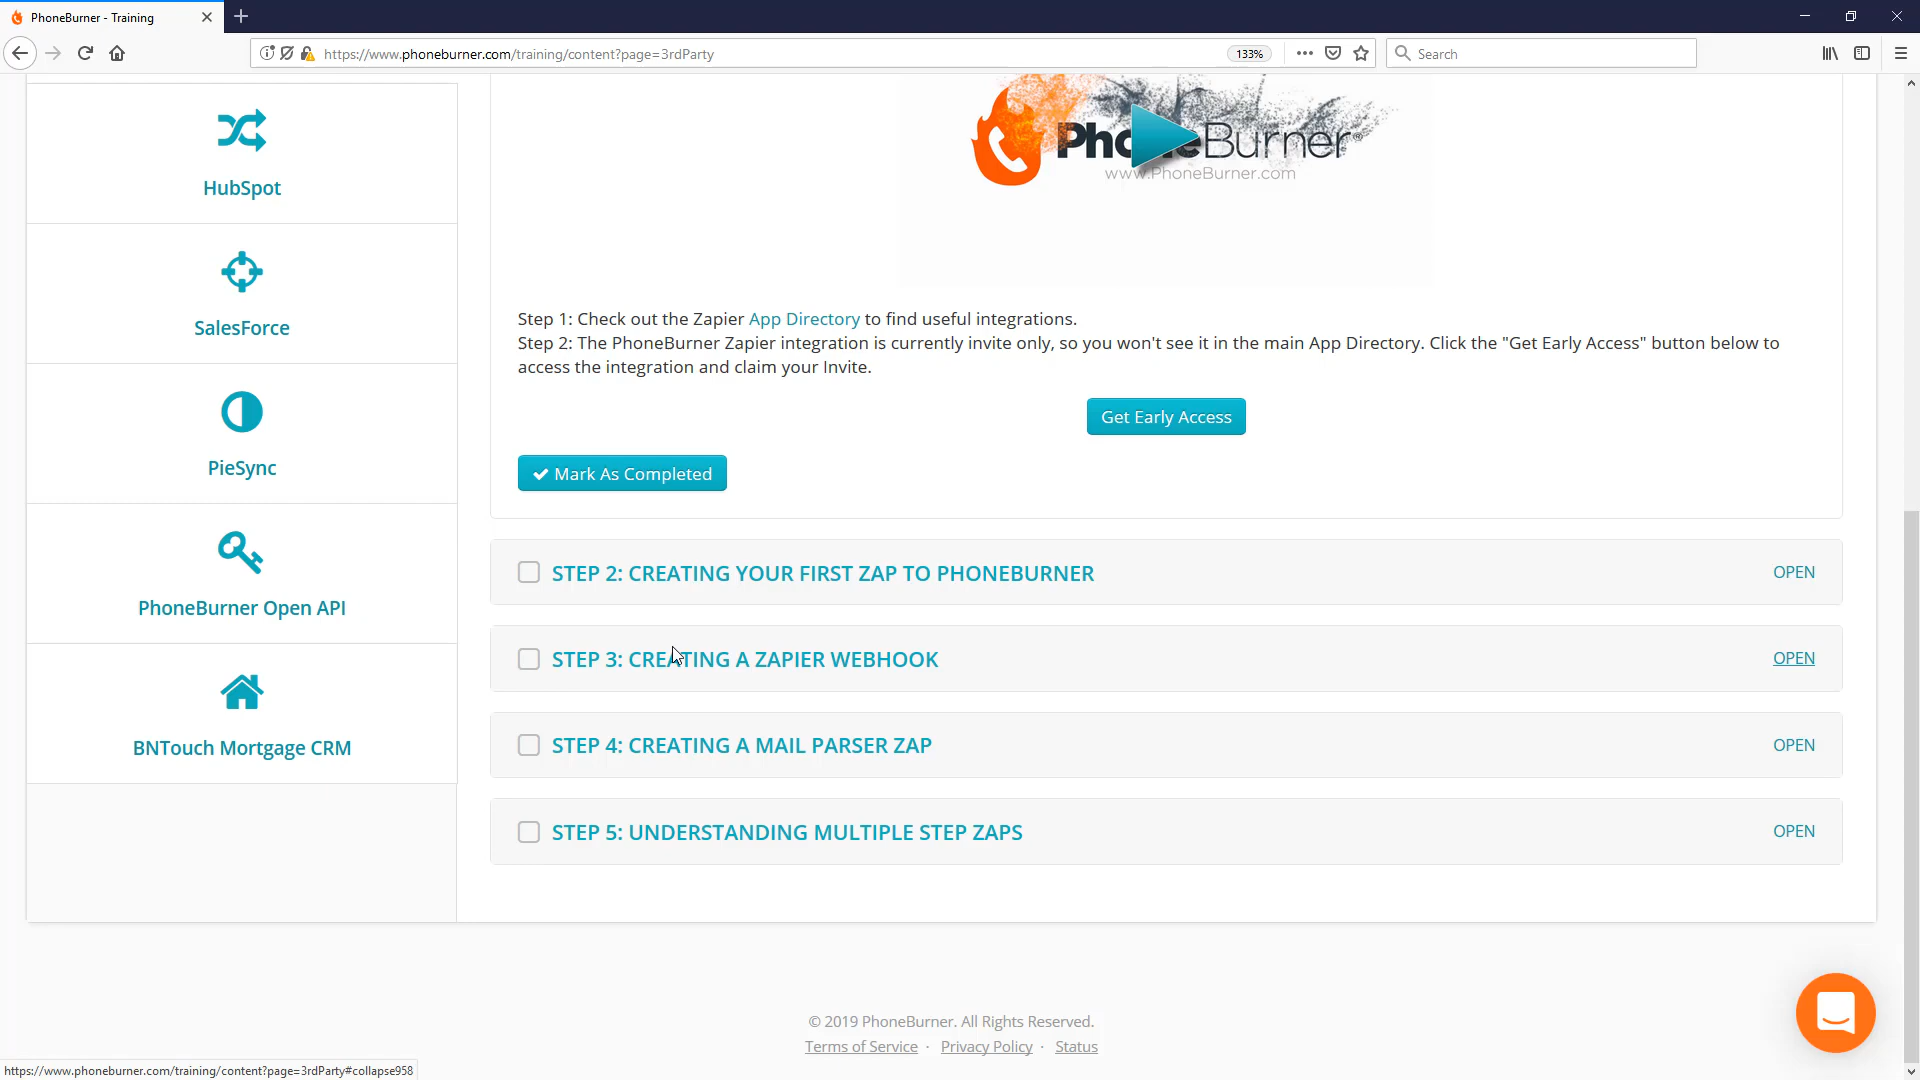 PhoneBurner - Training
https://www.phoneburner.com/training/content?page=3rdParty
133%
Search
HubSpot
SalesForce
PieSync
PhoneBurner Open API
BNTouch Mortgage CRM
www.PhoneBurner.com
Step 1: Check out the Zapier App Directory to find useful integrations.
Step 2: The PhoneBurner Zapier integration is currently invite only, so you won't see it in the main App Directory. Click the "Get Early Access" button below to
access the integration and claim your Invite.
Get Early Access
Mark As Completed
STEP 2: CREATING YOUR FIRST ZAP TO PHONEBURNER
OPEN
STEP 3: CREATING A ZAPIER WEBHOOK
OPEN
STEP 4: CREATING A MAIL PARSER ZAP
OPEN
STEP 5: UNDERSTANDING MULTIPLE STEP ZAPS
OPEN
© 2019 PhoneBurner. All Rights Reserved.
Terms of Service · Privacy Policy · Status
https://www.phoneburner.com/training/content?page=3rdParty#collapse958